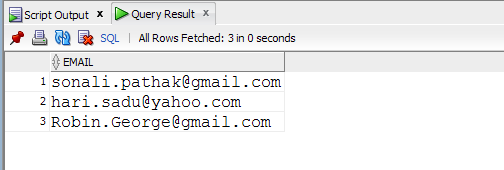 Script Output x Query Result x
SQL | All Rows Fetched: 3 in 0 seconds
EMAIL
1 sonali.pathak@gmail.com
2 hari.sadu@yahoo.com
3 Robin.George@gmail.com